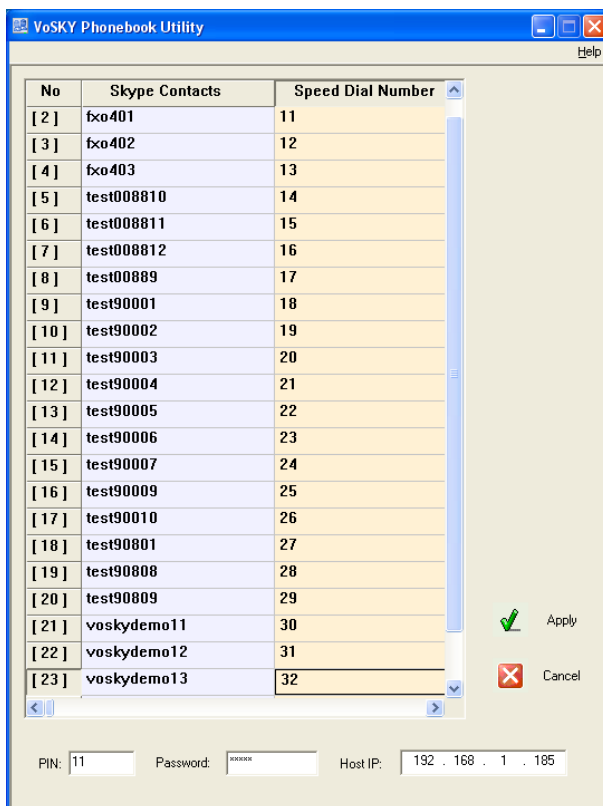 VoSKY Phonebook Utility
Help
No Skype Contacts Speed Dial Number
[ 2 ] fxo401 11
[ 3 ] fxo402 12
[ 4 ] fxo403 13
[ 5 ] test008810 14
[ 6 ] test008811 15
[ 7 ] test008812 16
[ 8 ] test00889 17
[ 9 ] test90001 18
[ 10 ] test90002 19
[ 11 ] test90003 20
[ 12 ] test90004 21
[ 13 ] test90005 22
[ 14 ] test90006 23
[ 15 ] test90007 24
[ 16 ] test90009 25
[ 17 ] test90010 26
[ 18 ] test90801 27
[ 19 ] test90808 28
[ 20 ] test90809 29
[ 21 ] voskydemo11 30
[ 22 ] voskydemo12 31
[ 23 ] voskydemo13 32
Apply
Cancel
PIN: 11 Password: ***** Host IP: 192 . 168 . 1 . 185